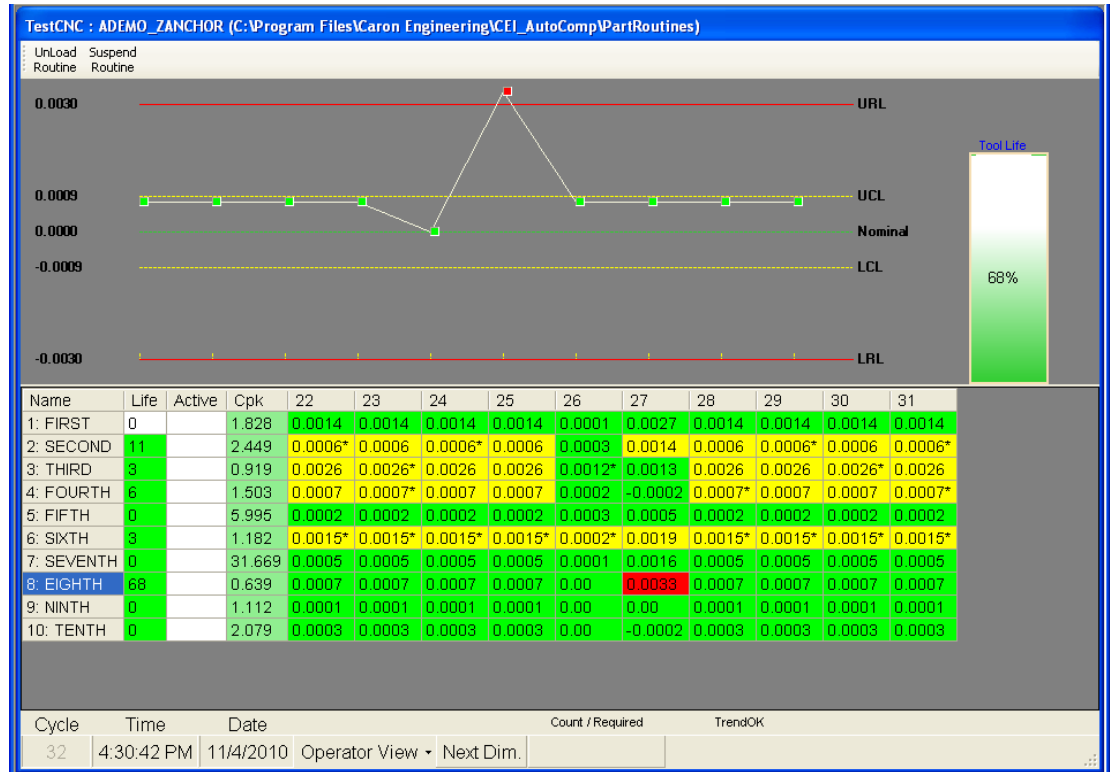 TestCNC : ADEMO_ZANCHOR (C:\Program Files\Caron Engineering\CEI_AutoComp\PartRoutines)
UnLoad Suspend
Routine Routine
0.0030 URL
Tool Life
0.0009 UCL
0.0000 Nominal
-0.0009 LCL
68%
-0.0030 LRL
Name Life Active Cpk 22 23 24 25 26 27 28 29 30 31
1: FIRST 0 1.828 0.0014 0.0014 0.0014 0.0014 0.0001 0.0027 0.0014 0.0014 0.0014 0.0014
2: SECOND 11 2.449 0.0006* 0.0006 0.0006* 0.0006 0.0003 0.0014 0.0006 0.0006* 0.0006 0.0006*
3: THIRD 3 0.919 0.0026 0.0026* 0.0026 0.0026 0.0012* 0.0013 0.0026 0.0026 0.0026* 0.0026
4: FOURTH 6 1.503 0.0007 0.0007* 0.0007 0.0007 0.0002 -0.0002 0.0007* 0.0007 0.0007 0.0007*
5: FIFTH 0 5.995 0.0002 0.0002 0.0002 0.0002 0.0003 0.0005 0.0002 0.0002 0.0002 0.0002
6: SIXTH 3 1.182 0.0015* 0.0015* 0.0015* 0.0015* 0.0002* 0.0019 0.0015* 0.0015* 0.0015* 0.0015*
7: SEVENTH 0 31.669 0.0005 0.0005 0.0005 0.0005 0.0001 0.0016 0.0005 0.0005 0.0005 0.0005
8: EIGHTH 68 0.639 0.0007 0.0007 0.0007 0.0007 0.00 0.0033 0.0007 0.0007 0.0007 0.0007
9: NINTH 0 1.112 0.0001 0.0001 0.0001 0.0001 0.00 0.00 0.0001 0.0001 0.0001 0.0001
10: TENTH 0 2.079 0.0003 0.0003 0.0003 0.0003 0.00 -0.0002 0.0003 0.0003 0.0003 0.0003
Cycle Time Date Count / Required TrendOK
32 4:30:42 PM 11/4/2010 Operator View Next Dim.